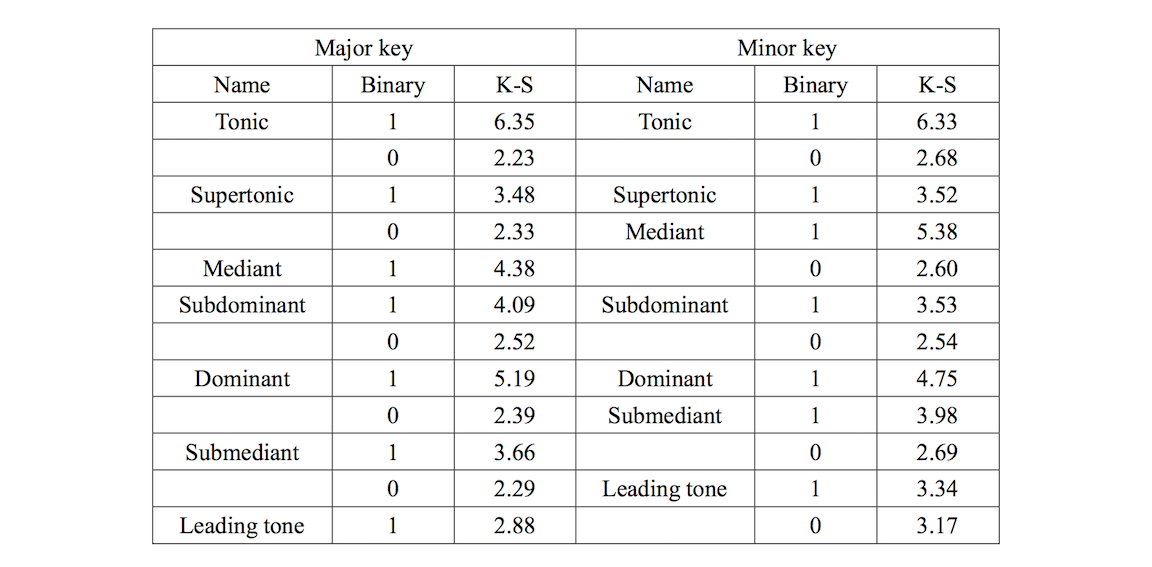 Major key Minor key
Name Binary K-S Name Binary K-S
Tonic 1 6.35 Tonic 1 6.33
0 2.23 0 2.68
Supertonic 1 3.48 Supertonic 1 3.52
0 2.33 Mediant 1 5.38
Mediant 1 4.38 0 2.60
Subdominant 1 4.09 Subdominant 1 3.53
0 2.52 0 2.54
Dominant 1 5.19 Dominant 1 4.75
0 2.39 Submediant 1 3.98
Submediant 1 3.66 0 2.69
0 2.29 Leading tone 1 3.34
Leading tone 1 2.88 0 3.17